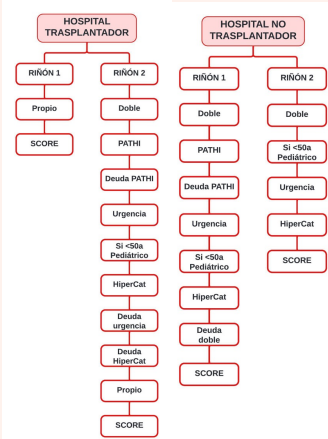 HOSPITAL
TRASPLANTADOR
RIÑÓN 1
Propio
SCORE
RIÑÓN 2
Doble
PATHI
Deuda PATHI
Urgencia
Si <50a
Pediátrico
HiperCat
Deuda
urgencia
Deuda
HiperCat
Propio
SCORE
HOSPITAL NO
TRASPLANTADOR
RIÑÓN 1
Doble
PATHI
Deuda PATHI
Urgencia
Si <50a
Pediátrico
HiperCat
Deuda
doble
SCORE
RIÑÓN 2
Doble
Si <50a
Pediátrico
Urgencia
HiperCat
SCORE